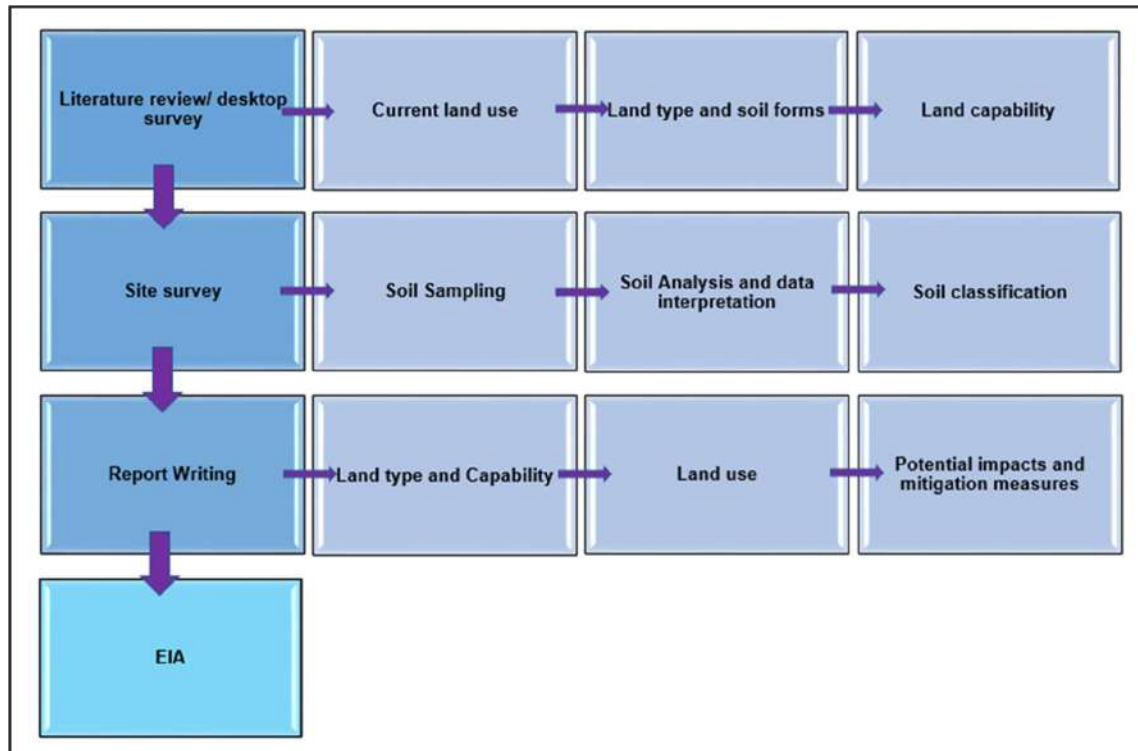 Literature review/ desktop
survey
Current land use
Land type and soil forms
Land capability
Site survey
Soil Sampling
Soil Analysis and data
interpretation
Soil classification
Report Writing
Land type and Capability
Land use
Potential impacts and
mitigation measures
EIA